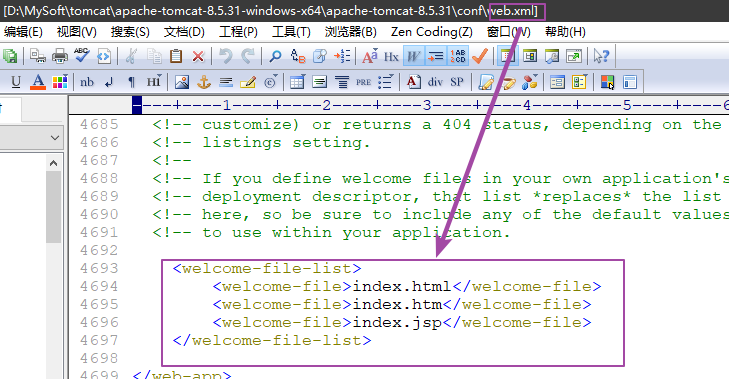 [D:\MySoft\tomcat\apache-tomcat-8.5.31-windows-x64\apache-tomcat-8.5.31\conf\web.xml]
编辑(E) 视图(V) 搜索(S) 文档(D) 工程(P) 工具(T) 浏览器(B) Zen Coding(Z) 窗口(W) 帮助(H)
ABC Hx W 1AB 2CD
U A nb ¶ HI PRE A DIV SP A
----+----1----+----2----+----3----+----4----+----5----+----6
4685 <!-- customize) or returns a 404 status, depending on the
4686 <!-- listings setting.
4687 <!--
4688 <!-- If you define welcome files in your own application's
4689 <!-- deployment descriptor, that list *replaces* the list
4690 <!-- here, so be sure to include any of the default values
4691 <!-- to use within your application.
4692
4693 <welcome-file-list>
4694 <welcome-file>index.html</welcome-file>
4695 <welcome-file>index.htm</welcome-file>
4696 <welcome-file>index.jsp</welcome-file>
4697 </welcome-file-list>
4698
4699 </web-app>